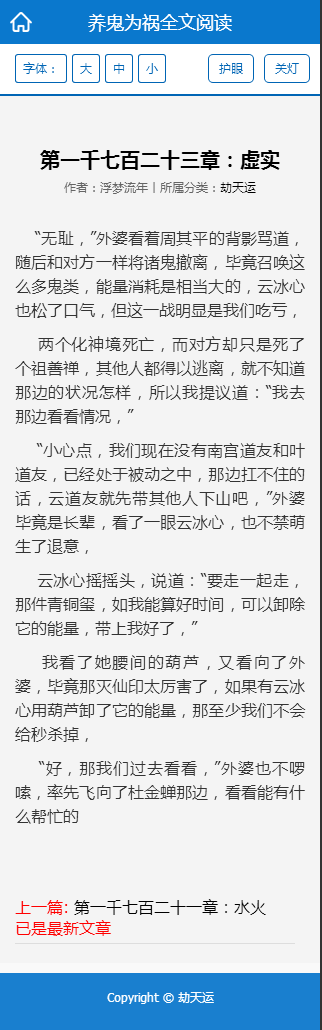 养鬼为祸全文阅读
字体： 大 中 小 护眼 关灯
第一千七百二十三章：虚实
作者：浮梦流年丨所属分类：劫天运
“无耻，”外婆看着周其平的背影骂道，
随后和对方一样将诸鬼撤离，毕竟召唤这
么多鬼类，能量消耗是相当大的，云冰心
也松了口气，但这一战明显是我们吃亏，
两个化神境死亡，而对方却只是死了
个祖善禅，其他人都得以逃离，就不知道
那边的状况怎样，所以我提议道：“我去
那边看看情况，”
“小心点，我们现在没有南宫道友和叶
道友，已经处于被动之中，那边扛不住的
话，云道友就先带其他人下山吧，”外婆
毕竟是长辈，看了一眼云冰心，也不禁萌
生了退意，
云冰心摇摇头，说道：“要走一起走，
那件青铜玺，如我能算好时间，可以卸除
它的能量，带上我好了，”
我看了她腰间的葫芦，又看向了外
婆，毕竟那灭仙印太厉害了，如果有云冰
心用葫芦卸了它的能量，那至少我们不会
给秒杀掉，
“好，那我们过去看看，”外婆也不啰
嗦，率先飞向了杜金蝉那边，看看能有什
么帮忙的
上一篇: 第一千七百二十一章：水火
已是最新文章
Copyright © 劫天运